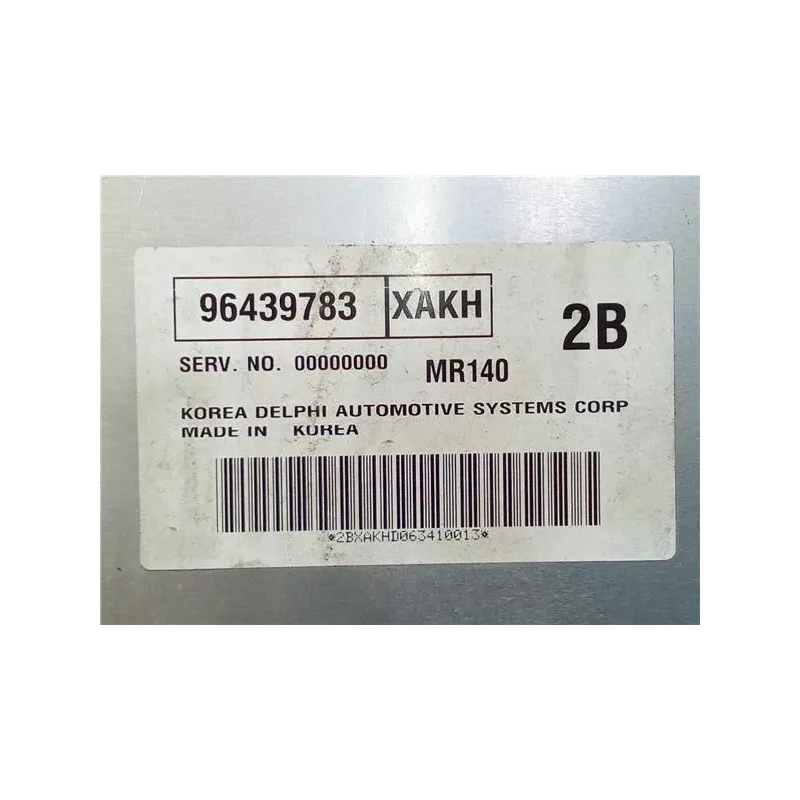 96439783 XAKH 2B
SERV. NO. 00000000 MR140
KOREA DELPHI AUTOMOTIVE SYSTEMS CORP
MADE IN KOREA
*2BXAKHD063410013*